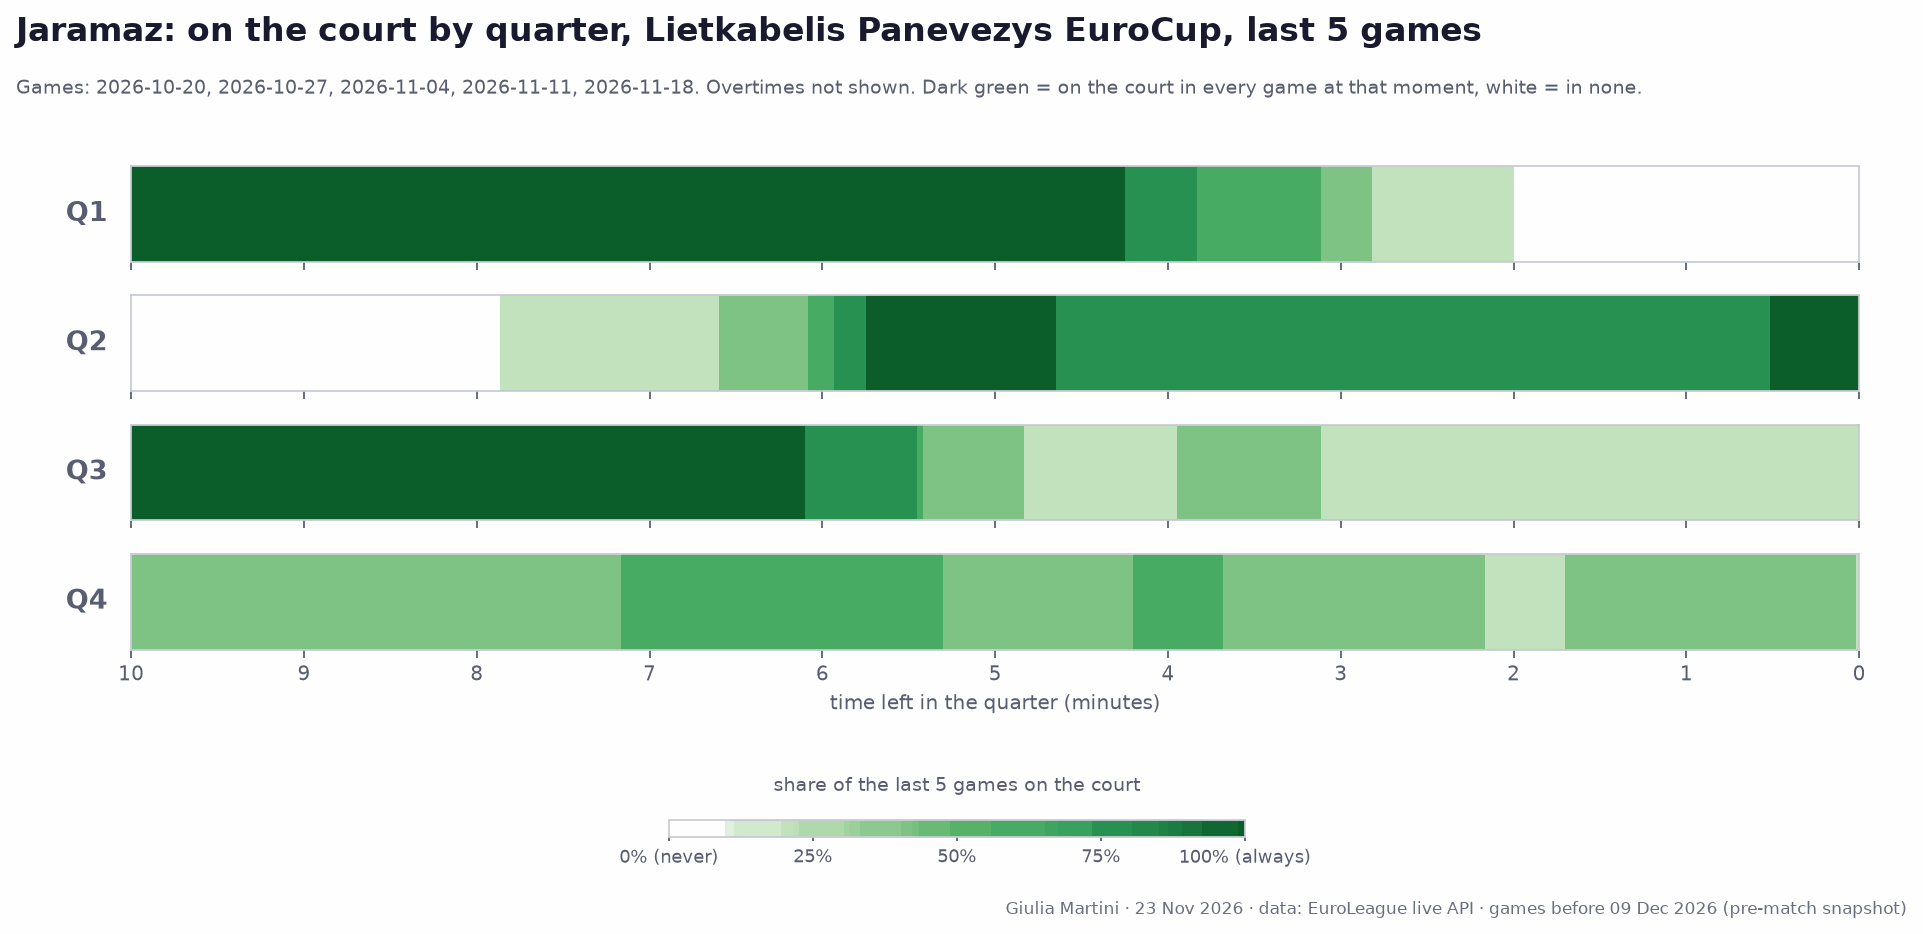 Jaramaz: on the court by quarter, Lietkabelis Panevezys EuroCup, last 5 games
Games: 2026-10-20, 2026-10-27, 2026-11-04, 2026-11-11, 2026-11-18. Overtimes not shown. Dark green = on the court in every game at that moment, white = in none.
Q1
Q2
Q3
Q4
10 9 8 7 6 5 4 3 2 1 0
time left in the quarter (minutes)
share of the last 5 games on the court
0% (never) 25% 50% 75% 100% (always)
Giulia Martini · 23 Nov 2026 · data: EuroLeague live API · games before 09 Dec 2026 (pre-match snapshot)